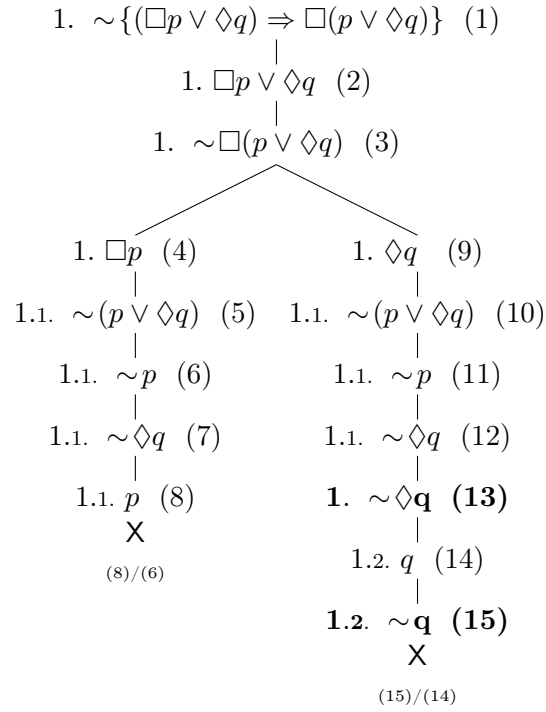 1. ∼{(□p ∨ ◊q) ⇒ □(p ∨ ◊q)} (1)
1. □p ∨ ◊q (2)
1. ∼□(p ∨ ◊q) (3)
1. □p (4)
1.1. ∼(p ∨ ◊q) (5)
1.1. ∼p (6)
1.1. ∼◊q (7)
1.1. p (8)
X
(8)/(6)
1. ◊q (9)
1.1. ∼(p ∨ ◊q) (10)
1.1. ∼p (11)
1.1. ∼◊q (12)
1. ∼◊q (13)
1.2. q (14)
1.2. ∼q (15)
X
(15)/(14)